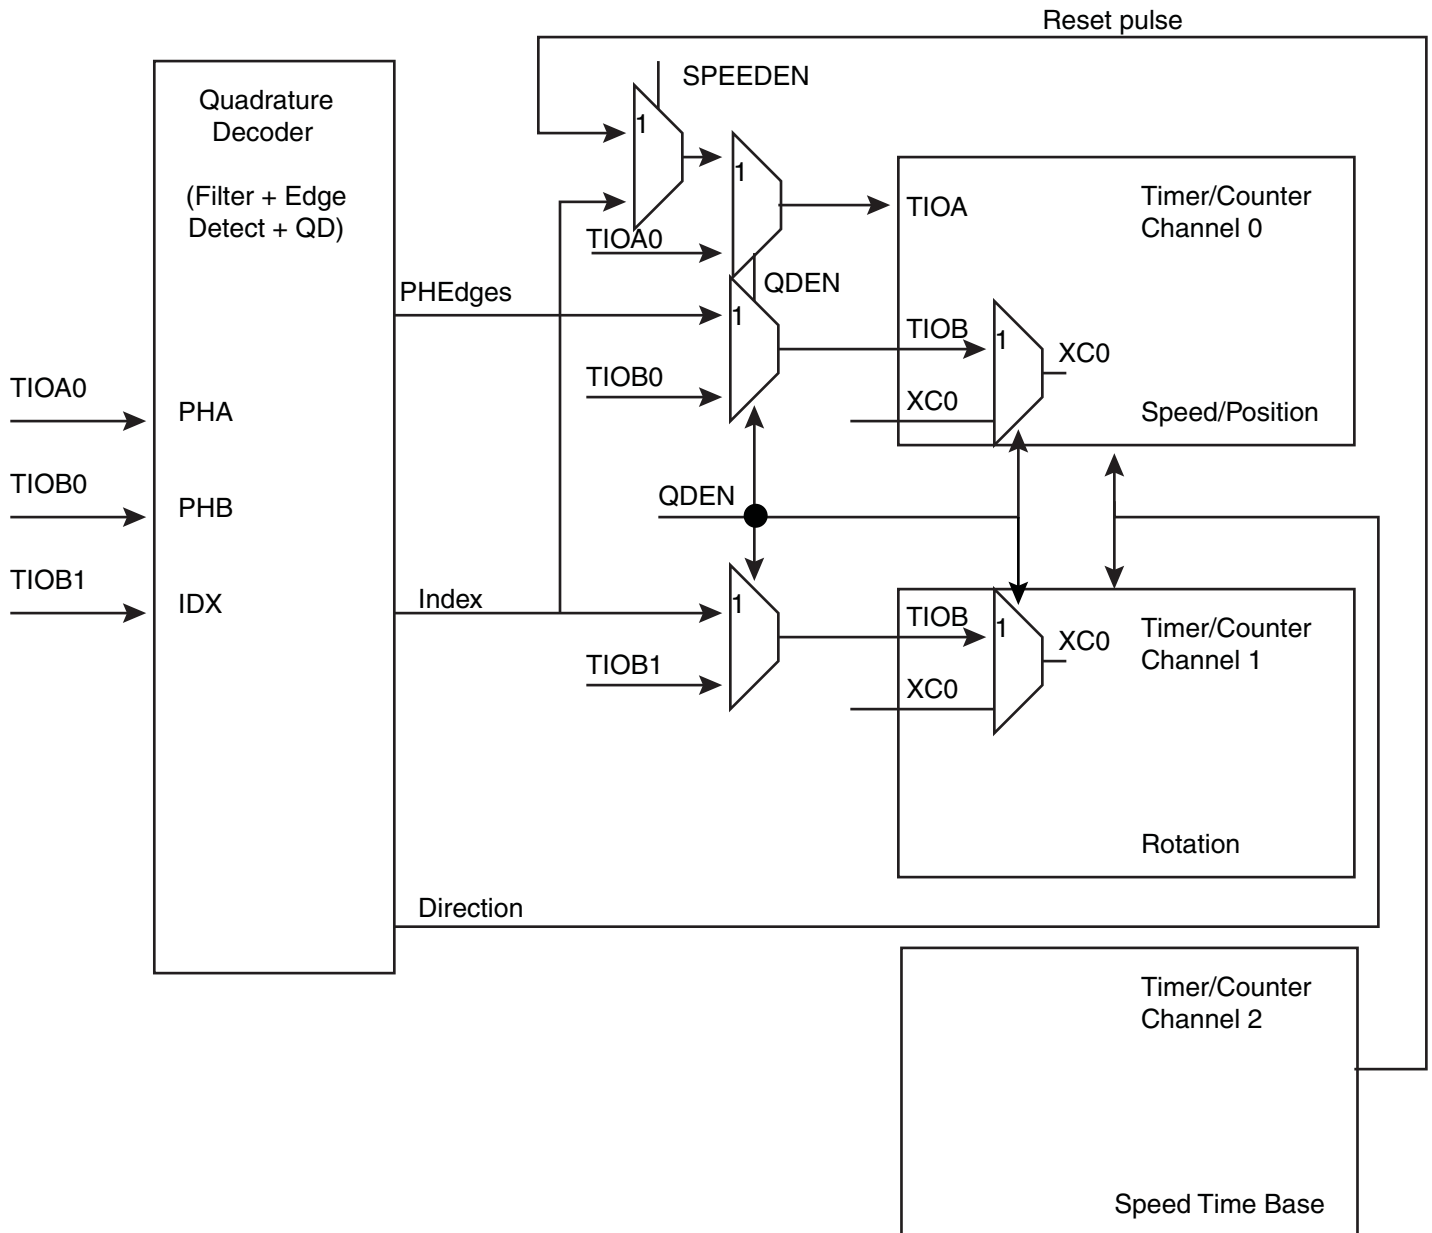 Reset pulse
SPEEDEN
Quadrature
Decoder
(Filter + Edge
Detect + QD)
1
1
TIOA
Timer/Counter
Channel 0
TIOA0
QDEN
PHEdges
1
TIOB
1
XC0
TIOB0
XC0
Speed/Position
TIOA0
PHA
TIOB0
PHB
QDEN
TIOB1
IDX
Index
1
TIOB
1
XC0
Timer/Counter
Channel 1
TIOB1
XC0
Rotation
Direction
Timer/Counter
Channel 2
Speed Time Base